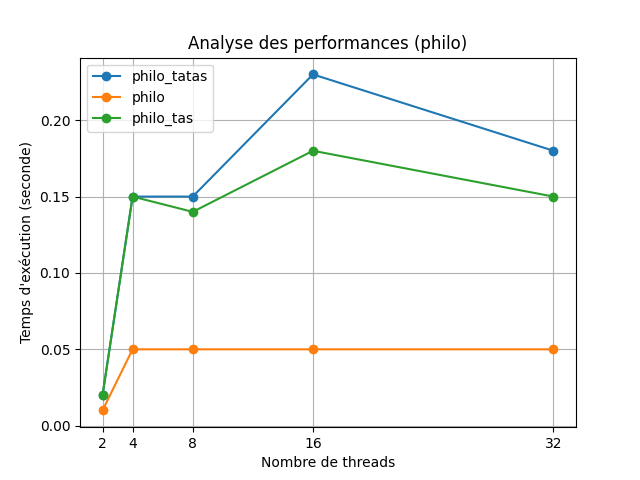 Analyse des performances (philo)
philo_tatas
philo
philo_tas
Temps d'exécution (seconde)
0.20
0.15
0.10
0.05
0.00
2 4 8 16 32
Nombre de threads